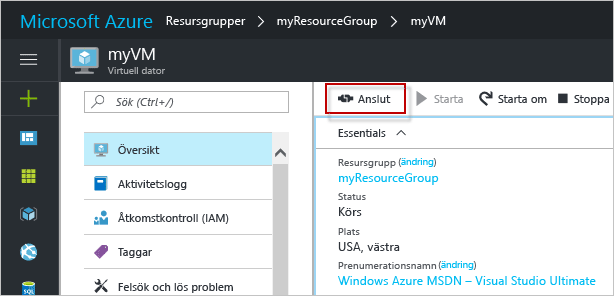 Microsoft Azure Resursgrupper > myResourceGroup > myVM
myVM
Virtuell dator
Sök (Ctrl+/)
Översikt
Aktivitetslogg
Åtkomstkontroll (IAM)
Taggar
Felsök och lös problem
Anslut Starta Starta om Stoppa
Essentials
Resursgrupp (ändring)
myResourceGroup
Status
Körs
Plats
USA, västra
Prenumerationsnamn (ändring)
Windows Azure MSDN – Visual Studio Ultimate
SQL